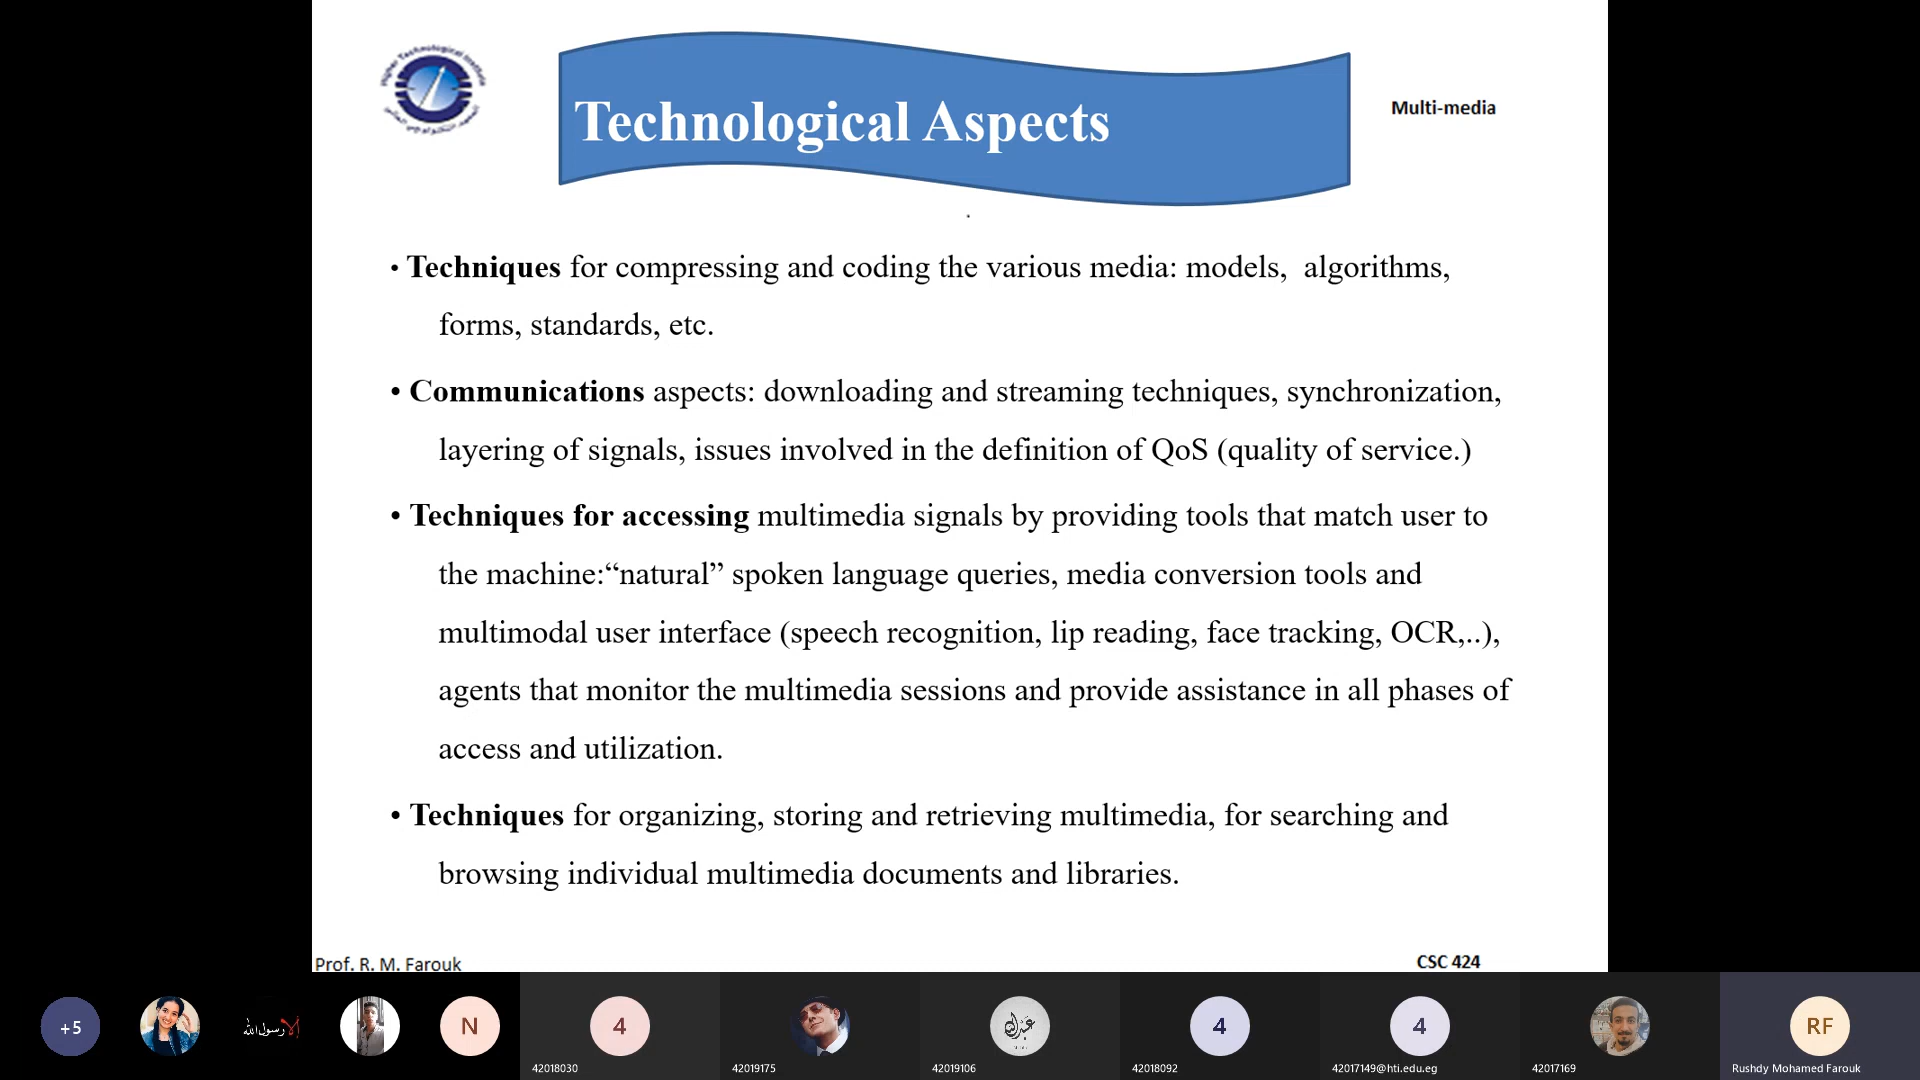 Higher Technological Institute
Technological Aspects
Multi-media
.
• Techniques for compressing and coding the various media: models,  algorithms,
forms, standards, etc.
• Communications aspects: downloading and streaming techniques, synchronization,
layering of signals, issues involved in the definition of QoS (quality of service.)
• Techniques for accessing multimedia signals by providing tools that match user to
the machine:“natural” spoken language queries, media conversion tools and
multimodal user interface (speech recognition, lip reading, face tracking, OCR,..),
agents that monitor the multimedia sessions and provide assistance in all phases of
access and utilization.
• Techniques for organizing, storing and retrieving multimedia, for searching and
browsing individual multimedia documents and libraries.
Prof. R. M. Farouk
CSC 424
+5
إلا رسول الله
N
4
4
4
RF
42018030
42019175
42019106
42018092
42017149@hti.edu.eg
42017169
Rushdy Mohamed Farouk